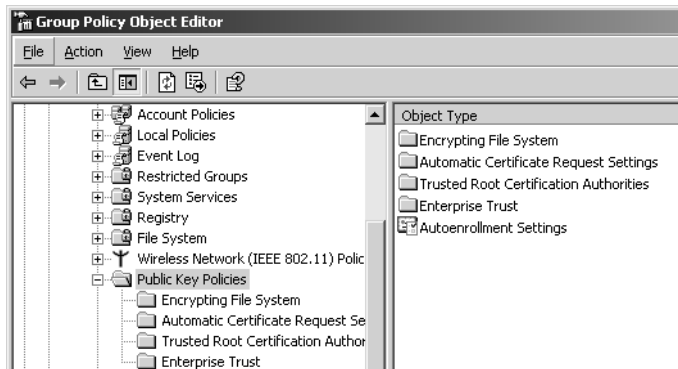 Group Policy Object Editor
File Action View Help
Account Policies
Local Policies
Event Log
Restricted Groups
System Services
Registry
File System
Wireless Network (IEEE 802.11) Polic
Public Key Policies
Encrypting File System
Automatic Certificate Request Se
Trusted Root Certification Author
Enterprise Trust
Object Type
Encrypting File System
Automatic Certificate Request Settings
Trusted Root Certification Authorities
Enterprise Trust
Autoenrollment Settings